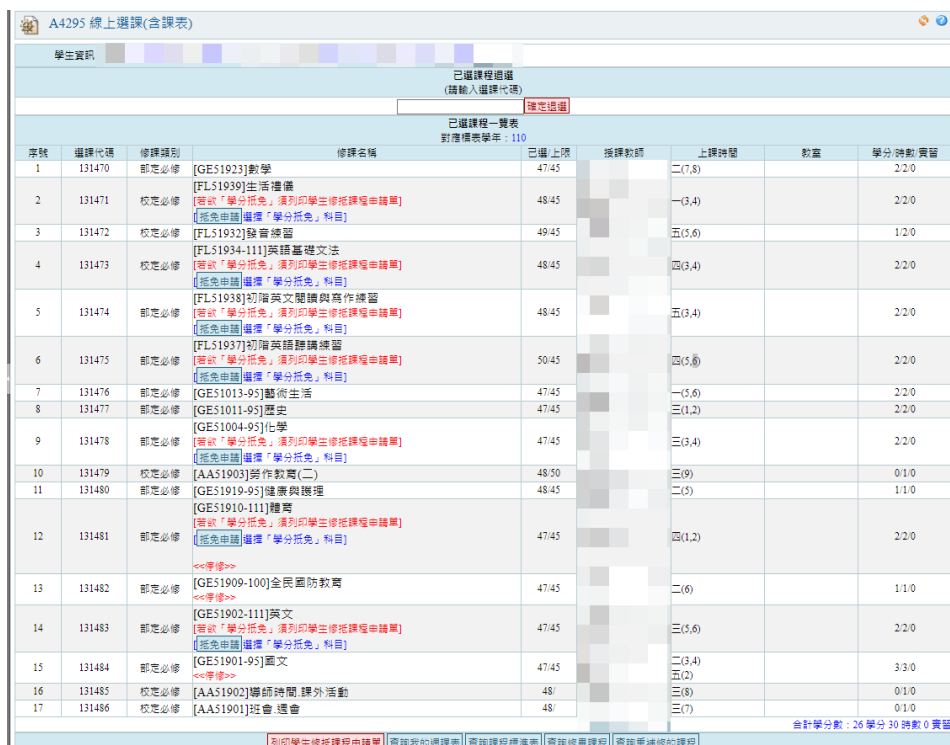 A4295 線上選課(含課表)
學生資訊
已選課程退選
(請輸入選課代碼)
確定退選
已選課程一覽表
對應標表學年：110
序號 選課代碼 修課類別 修課名稱 已選/上限 授課教師 上課時間 教室 學分/時數/實習
1 131470 部定必修 [GE51923]數學 47/45 二(7,8) 2/2/0
2 131471 校定必修 [FL51939]生活禮儀 48/45 一(3,4) 2/2/0
[若欲「學分抵免」須列印學生修抵課程申請單]
[抵免申請 選擇「學分抵免」科目]
3 131472 校定必修 [FL51932]發音練習 49/45 五(5,6) 1/2/0
4 131473 校定必修 [FL51934-111]英語基礎文法 48/45 四(3,4) 2/2/0
[若欲「學分抵免」須列印學生修抵課程申請單]
[抵免申請 選擇「學分抵免」科目]
5 131474 部定必修 [FL51938]初階英文閱讀與寫作練習 48/45 五(3,4) 2/2/0
[若欲「學分抵免」須列印學生修抵課程申請單]
[抵免申請 選擇「學分抵免」科目]
6 131475 部定必修 [FL51937]初階英語聽講練習 50/45 四(5,6) 2/2/0
[若欲「學分抵免」須列印學生修抵課程申請單]
[抵免申請 選擇「學分抵免」科目]
7 131476 部定必修 [GE51013-95]藝術生活 47/45 一(5,6) 2/2/0
8 131477 部定必修 [GE51011-95]歷史 47/45 三(1,2) 2/2/0
9 131478 部定必修 [GE51004-95]化學 47/45 三(3,4) 2/2/0
[若欲「學分抵免」須列印學生修抵課程申請單]
[抵免申請 選擇「學分抵免」科目]
10 131479 校定必修 [AA51903]勞作教育(二) 48/50 三(9) 0/1/0
11 131480 部定必修 [GE51919-95]健康與護理 48/45 二(5) 1/1/0
12 131481 部定必修 [GE51910-111]體育 47/45 四(1,2) 2/2/0
[若欲「學分抵免」須列印學生修抵課程申請單]
[抵免申請 選擇「學分抵免」科目]
<<停修>>
13 131482 部定必修 [GE51909-100]全民國防教育 47/45 二(6) 1/1/0
<<停修>>
14 131483 部定必修 [GE51902-111]英文 47/45 三(5,6) 2/2/0
[若欲「學分抵免」須列印學生修抵課程申請單]
[抵免申請 選擇「學分抵免」科目]
15 131484 部定必修 [GE51901-95]國文 47/45 二(3,4) 3/3/0
<<停修>> 五(2)
16 131485 校定必修 [AA51902]導師時間.課外活動 48/ 三(8) 0/1/0
17 131486 校定必修 [AA51901]班會.週會 48/ 三(7) 0/1/0
合計學分數：26 學分 30 時數 0 實習
列印學生修抵課程申請單 查詢我的選課表 查詢課程標準表 查詢修畢課程 查詢重補修的課程